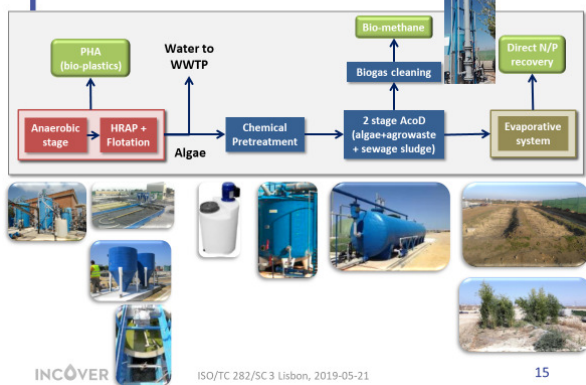 Bio-methane
PHA
(bio-plastics)
Water to
WWTP
Biogas cleaning
Direct N/P
recovery
Anaerobic
stage
HRAP +
Flotation
Algae
Chemical
Pretreatment
2 stage AcoD
(algae+agrowaste
+ sewage sludge)
Evaporative
system
INCOVER
ISO/TC 282/SC 3 Lisbon, 2019-05-21
15